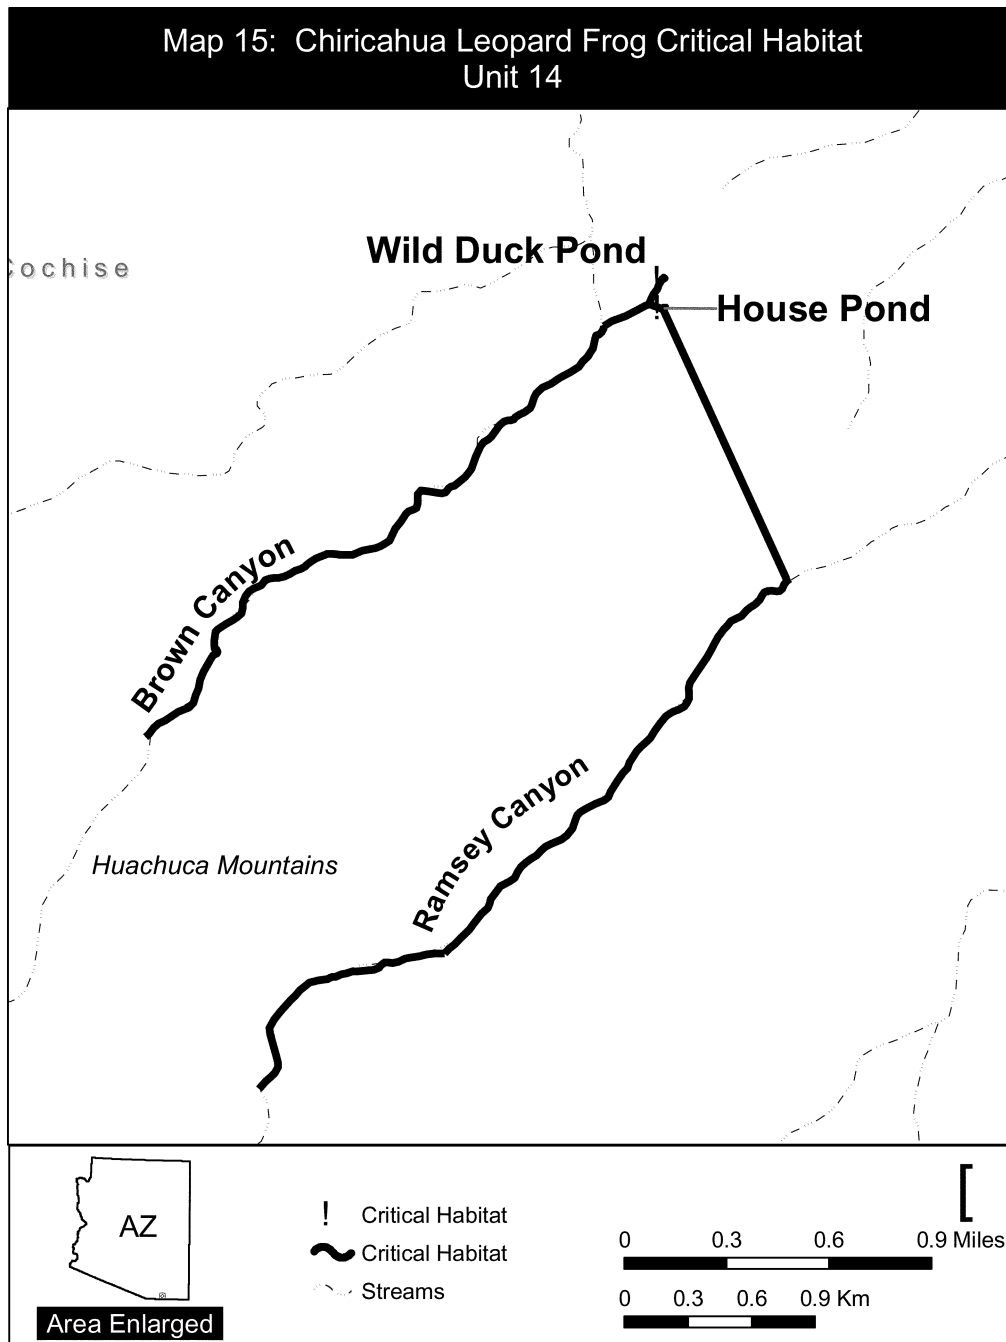 Map 15: Chiricahua Leopard Frog Critical Habitat
Unit 14
Wild Duck Pond
Cochise
House Pond
Brown Canyon
Ramsey Canyon
Huachuca Mountains
AZ
Area Enlarged
! Critical Habitat
Critical Habitat
Streams
[
0 0.3 0.6 0.9 Miles
0 0.3 0.6 0.9 Km